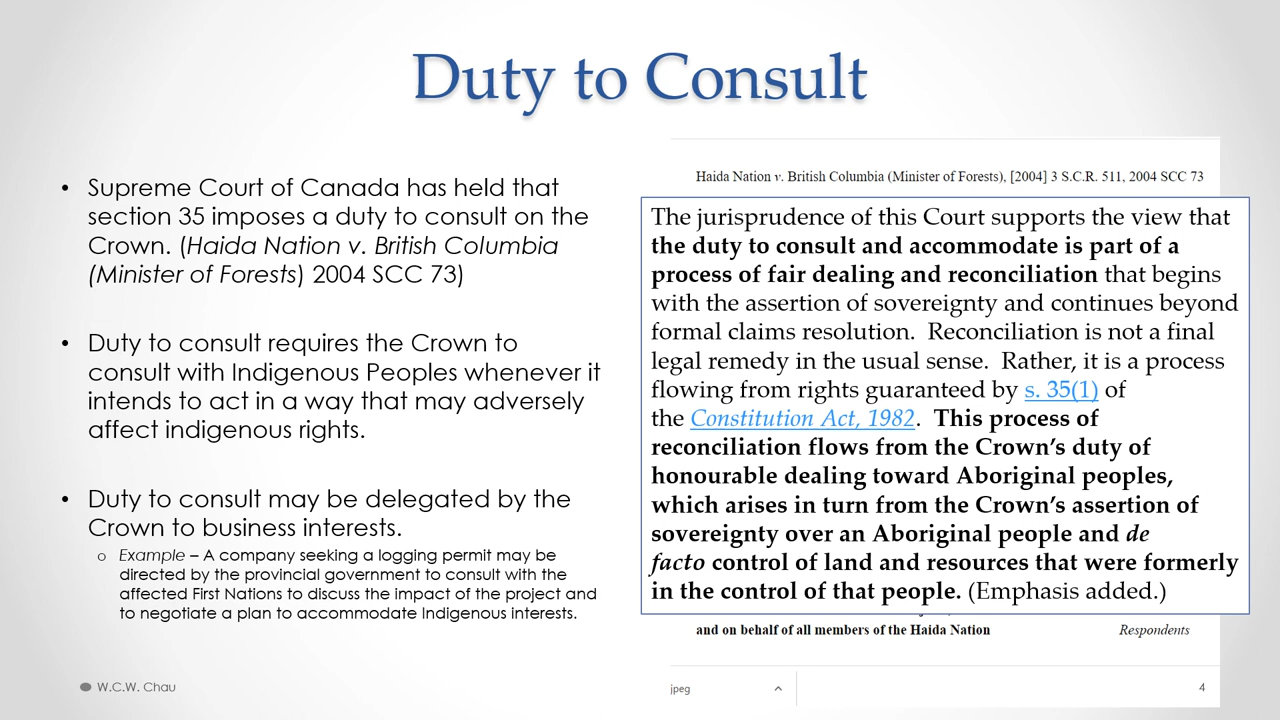 Duty to Consult
• Supreme Court of Canada has held that
section 35 imposes a duty to consult on the
Crown. (Haida Nation v. British Columbia
(Minister of Forests) 2004 SCC 73)
• Duty to consult requires the Crown to
consult with Indigenous Peoples whenever it
intends to act in a way that may adversely
affect indigenous rights.
• Duty to consult may be delegated by the
Crown to business interests.
o Example – A company seeking a logging permit may be
directed by the provincial government to consult with the
affected First Nations to discuss the impact of the project and
to negotiate a plan to accommodate Indigenous interests.
Haida Nation v. British Columbia (Minister of Forests), [2004] 3 S.C.R. 511, 2004 SCC 73
The jurisprudence of this Court supports the view that
the duty to consult and accommodate is part of a
process of fair dealing and reconciliation that begins
with the assertion of sovereignty and continues beyond
formal claims resolution. Reconciliation is not a final
legal remedy in the usual sense. Rather, it is a process
flowing from rights guaranteed by s. 35(1) of
the Constitution Act, 1982. This process of
reconciliation flows from the Crown's duty of
honourable dealing toward Aboriginal peoples,
which arises in turn from the Crown's assertion of
sovereignty over an Aboriginal people and de
facto control of land and resources that were formerly
in the control of that people. (Emphasis added.)
and on behalf of all members of the Haida Nation Respondents
W.C.W. Chau
jpeg
4